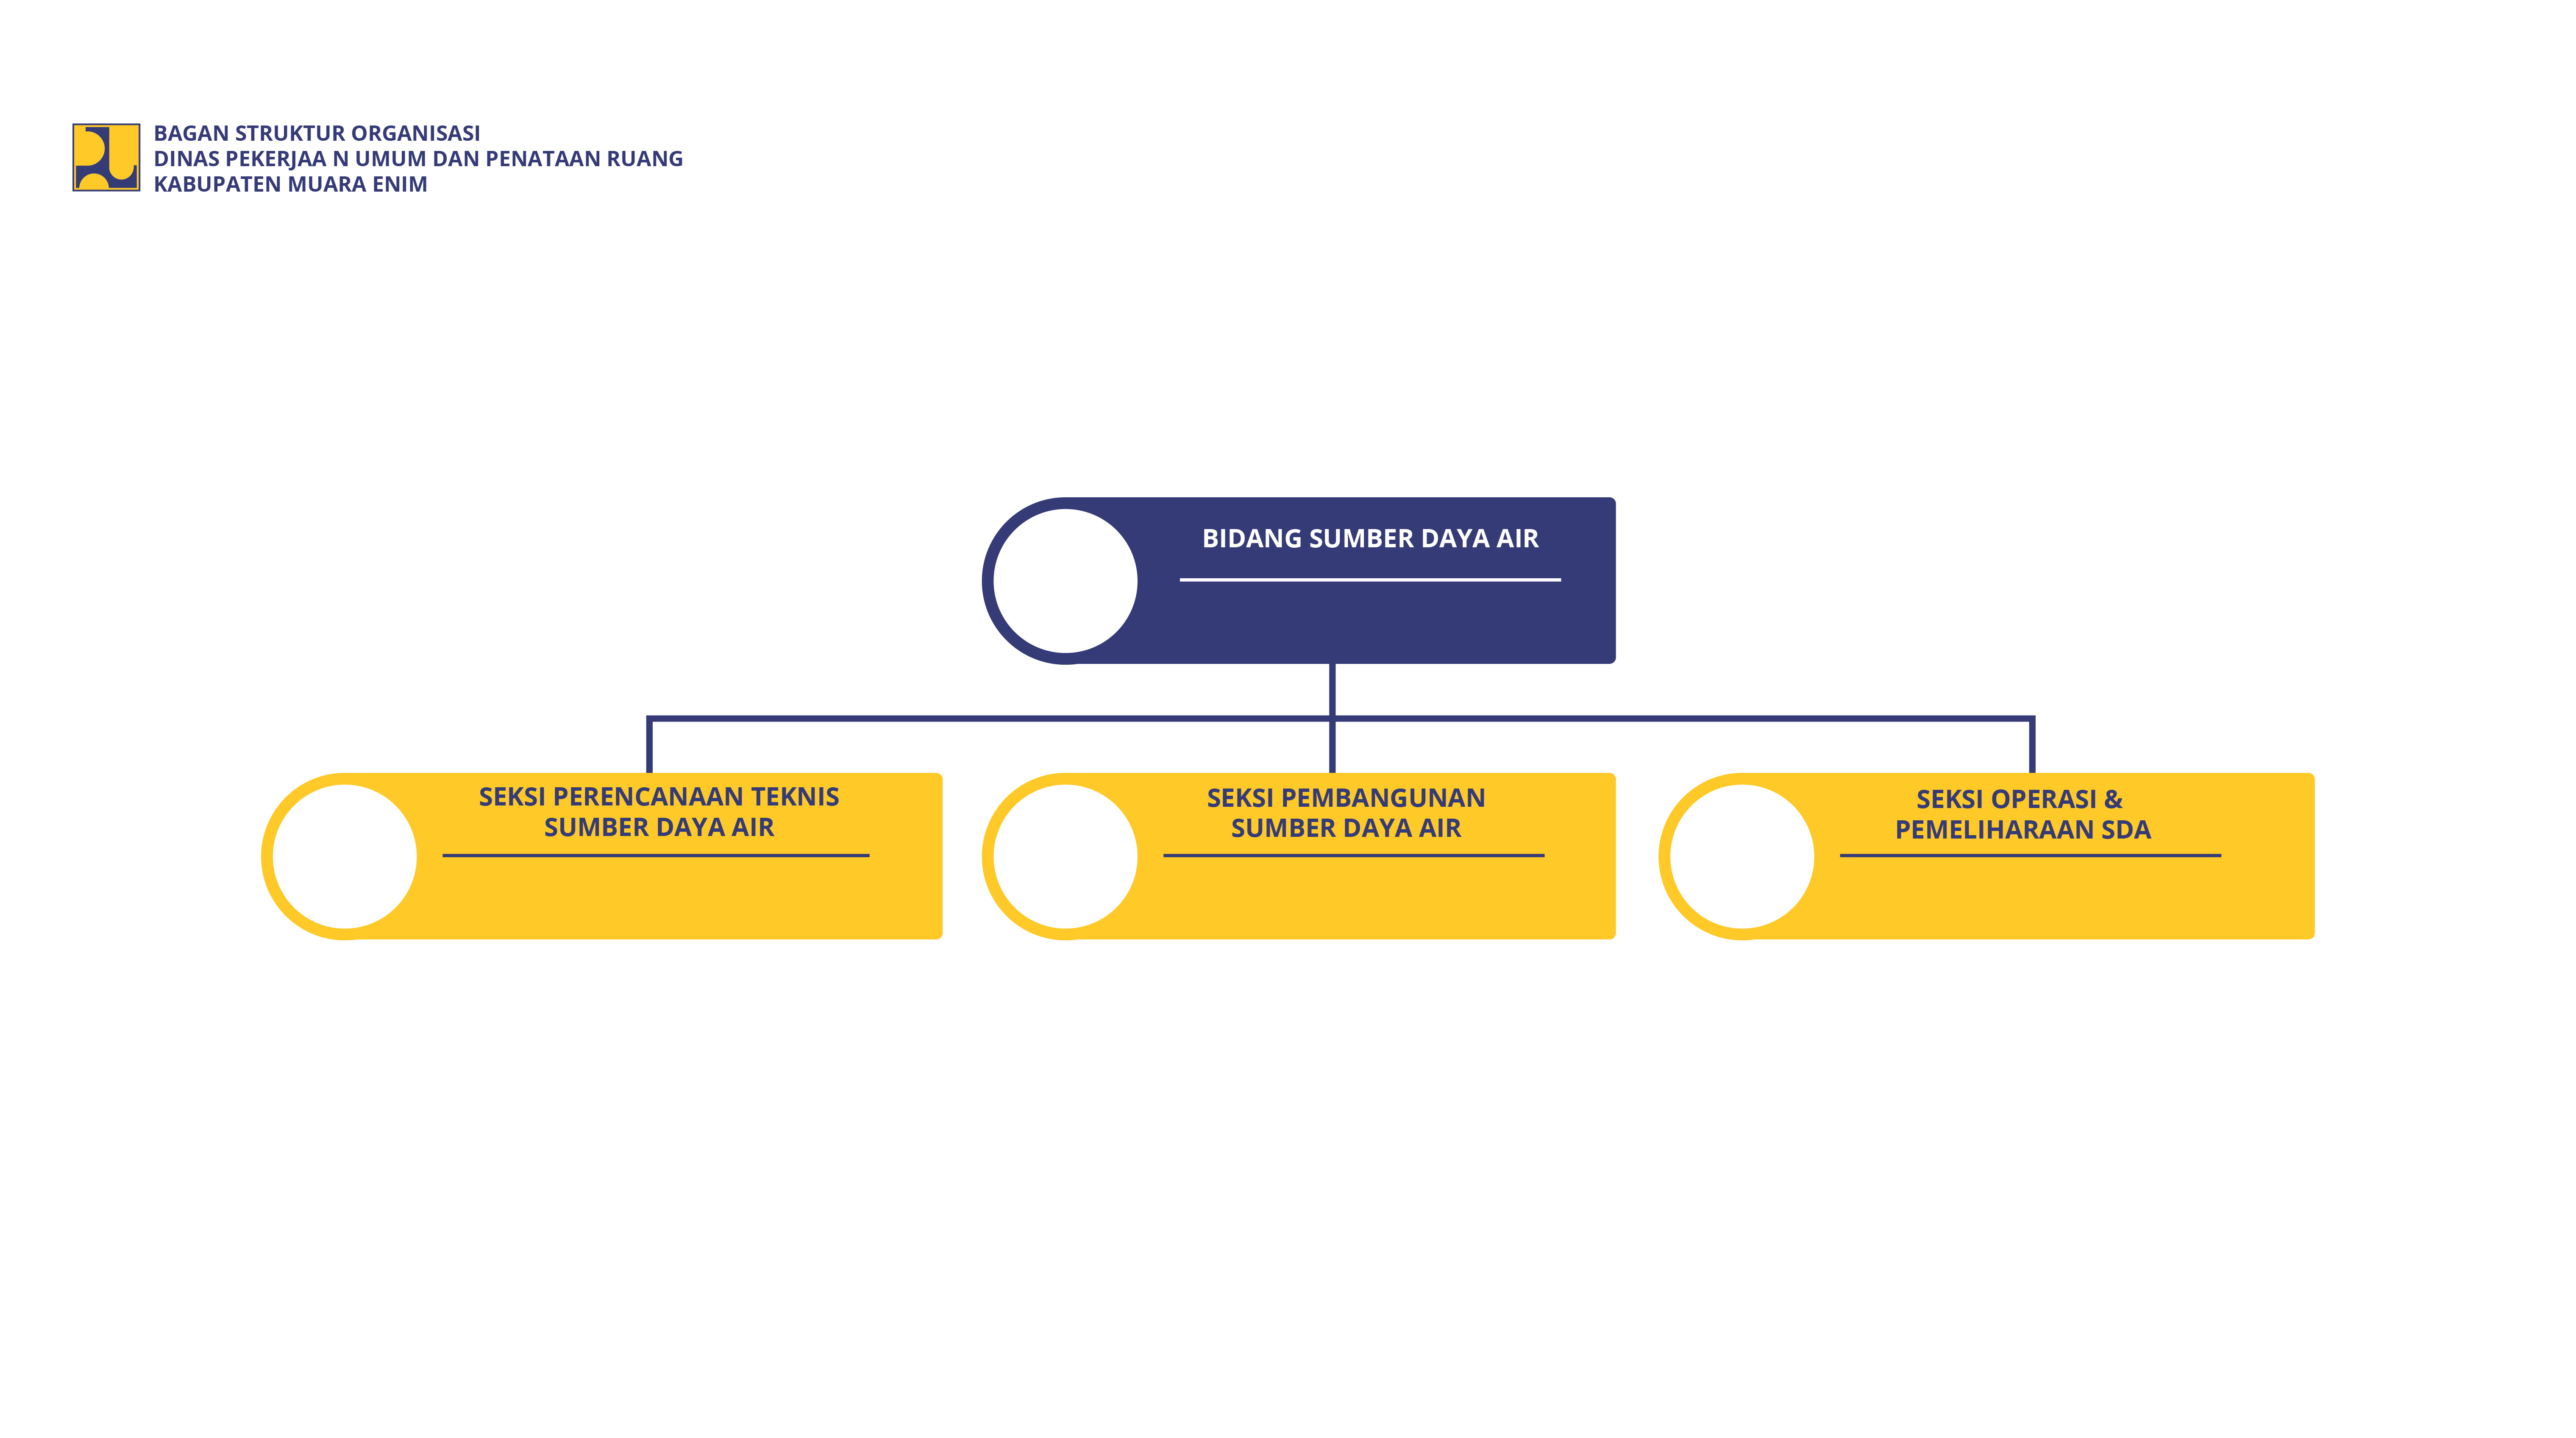 BAGAN STRUKTUR ORGANISASI
DINAS PEKERJAA N UMUM DAN PENATAAN RUANG
KABUPATEN MUARA ENIM
BIDANG SUMBER DAYA AIR
SEKSI PERENCANAAN TEKNIS
SUMBER DAYA AIR
SEKSI PEMBANGUNAN
SUMBER DAYA AIR
SEKSI OPERASI &
PEMELIHARAAN SDA